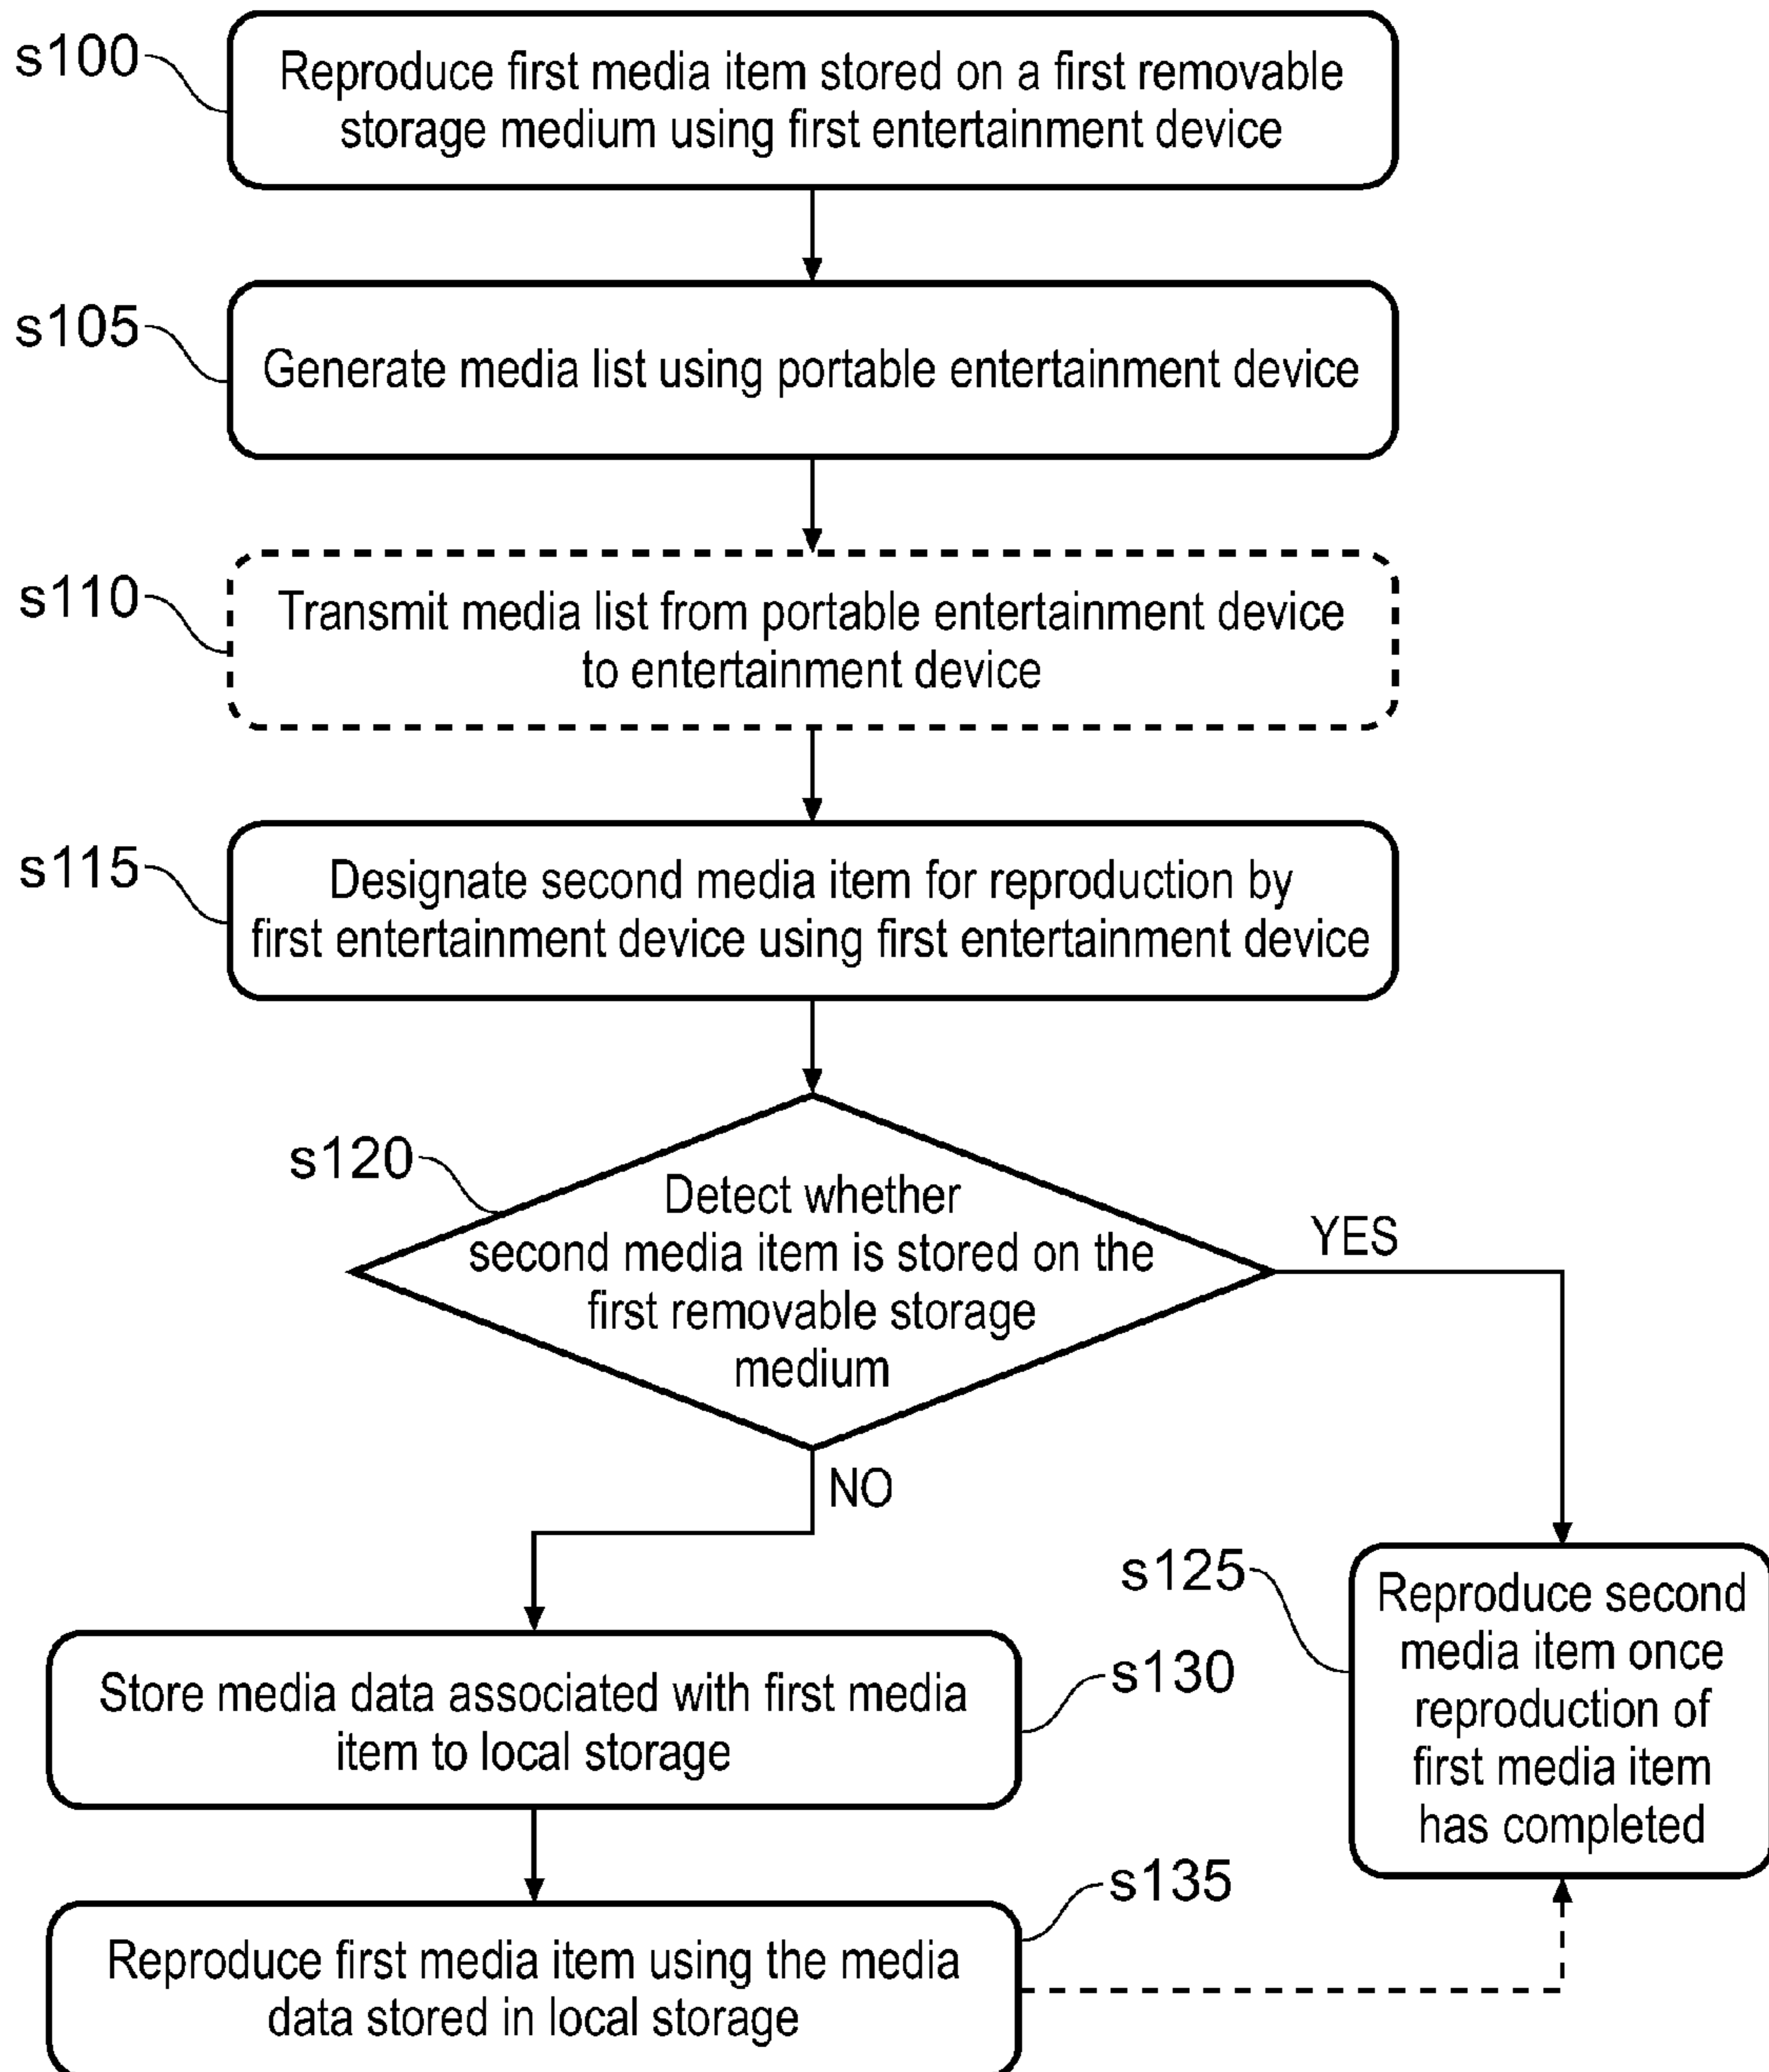 s100
Reproduce first media item stored on a first removable
storage medium using first entertainment device
s105
Generate media list using portable entertainment device
s110
Transmit media list from portable entertainment device
to entertainment device
s115
Designate second media item for reproduction by
first entertainment device using first entertainment device
s120
Detect whether
second media item is stored on the
first removable storage
medium
YES
NO
s125
Reproduce second
media item once
reproduction of
first media item
has completed
Store media data associated with first media
item to local storage
s130
s135
Reproduce first media item using the media
data stored in local storage